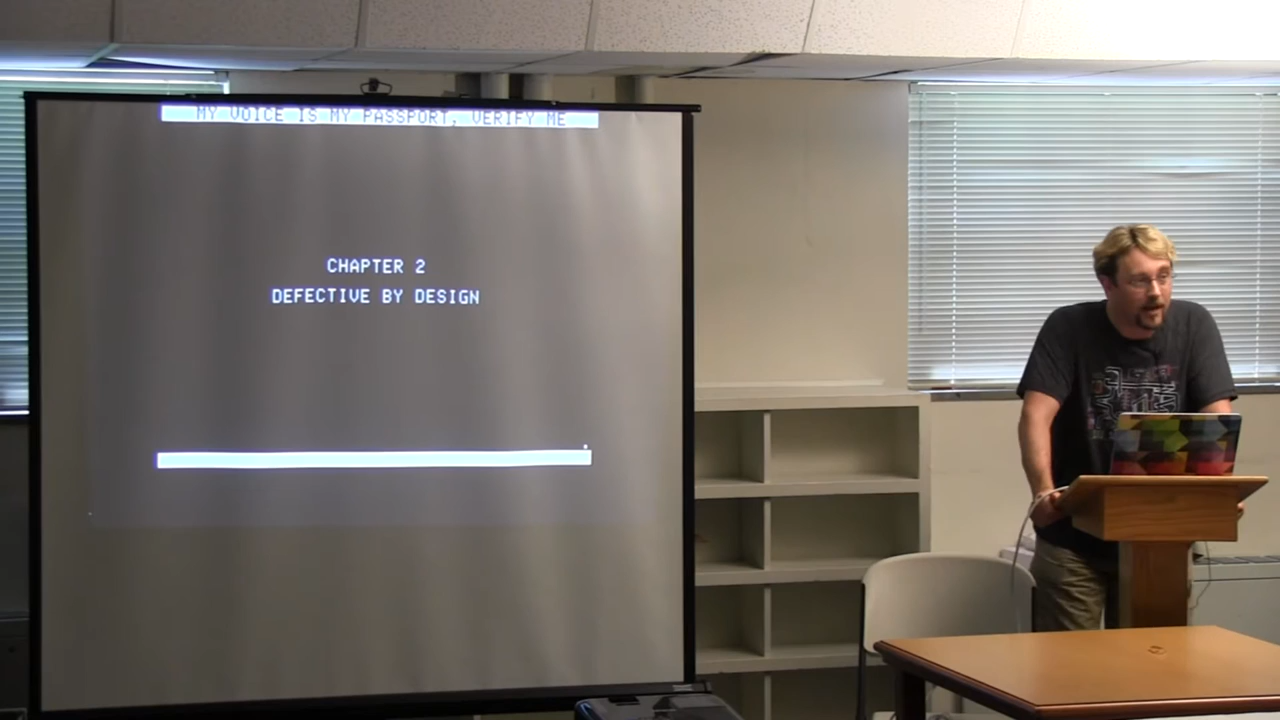 MY VOICE IS MY PASSPORT, VERIFY ME
CHAPTER 2
DEFECTIVE BY DESIGN